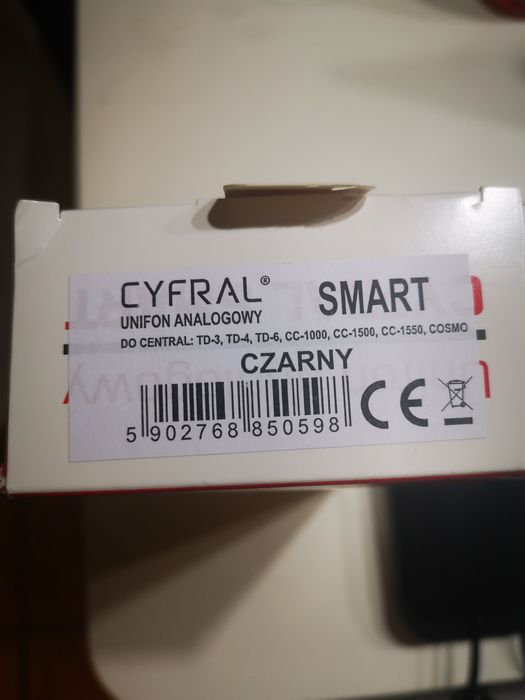 CYFRAL® SMART
UNIFON ANALOGOWY
DO CENTRAL: TD-3, TD-4, TD-6, CC-1000, CC-1500, CC-1550, COSMO
CZARNY
CE
5 902768 850598